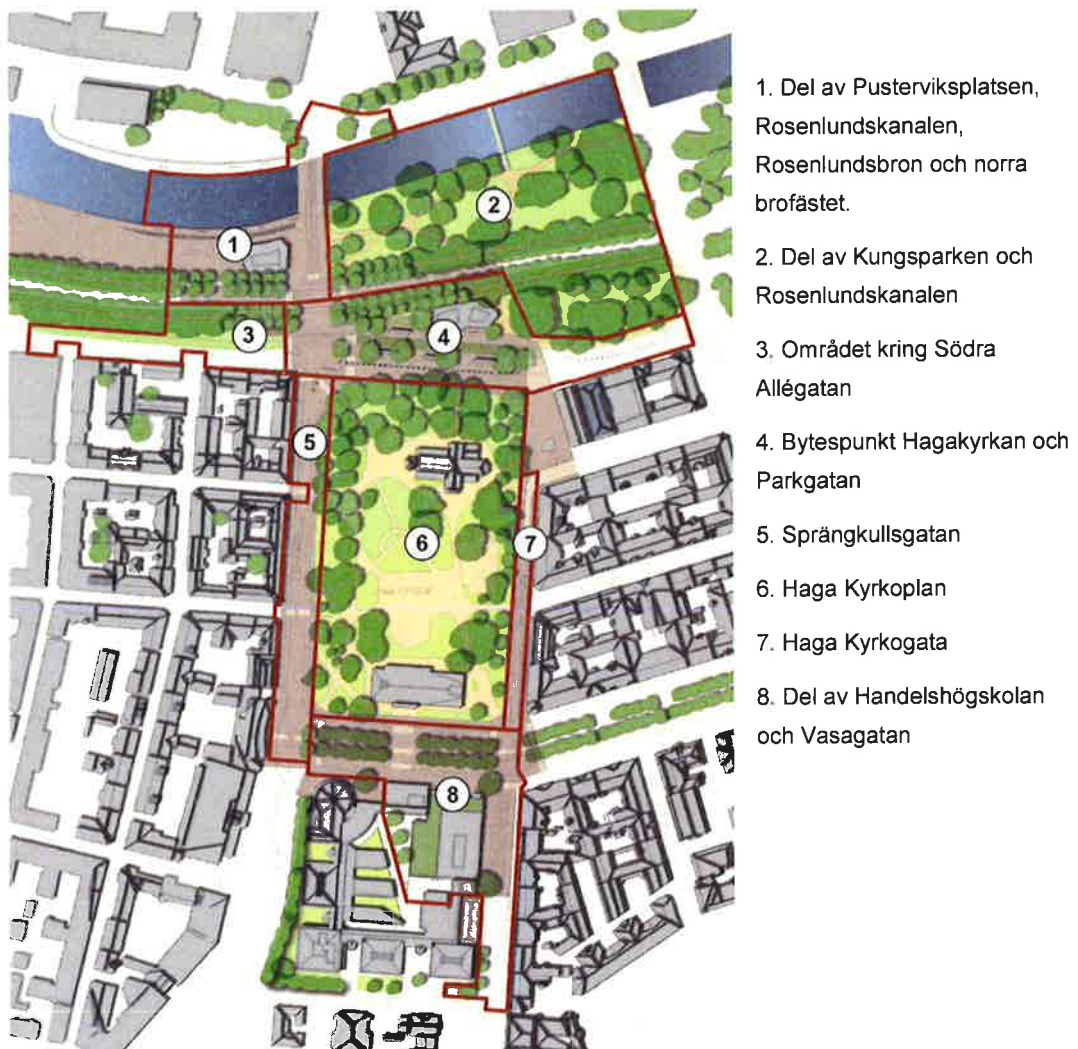 1. Del av Pusterviksplatsen,
Rosenlundskanalen,
Rosenlundsbron och norra
brofästet.
2. Del av Kungsparken och
Rosenlundskanalen
3. Området kring Södra
Allégatan
4. Bytespunkt Hagakyrkan och
Parkgatan
5. Sprängkullsgatan
6. Haga Kyrkoplan
7. Haga Kyrkogata
8. Del av Handelshögskolan
och Vasagatan
1
2
3
4
5
6
7
8